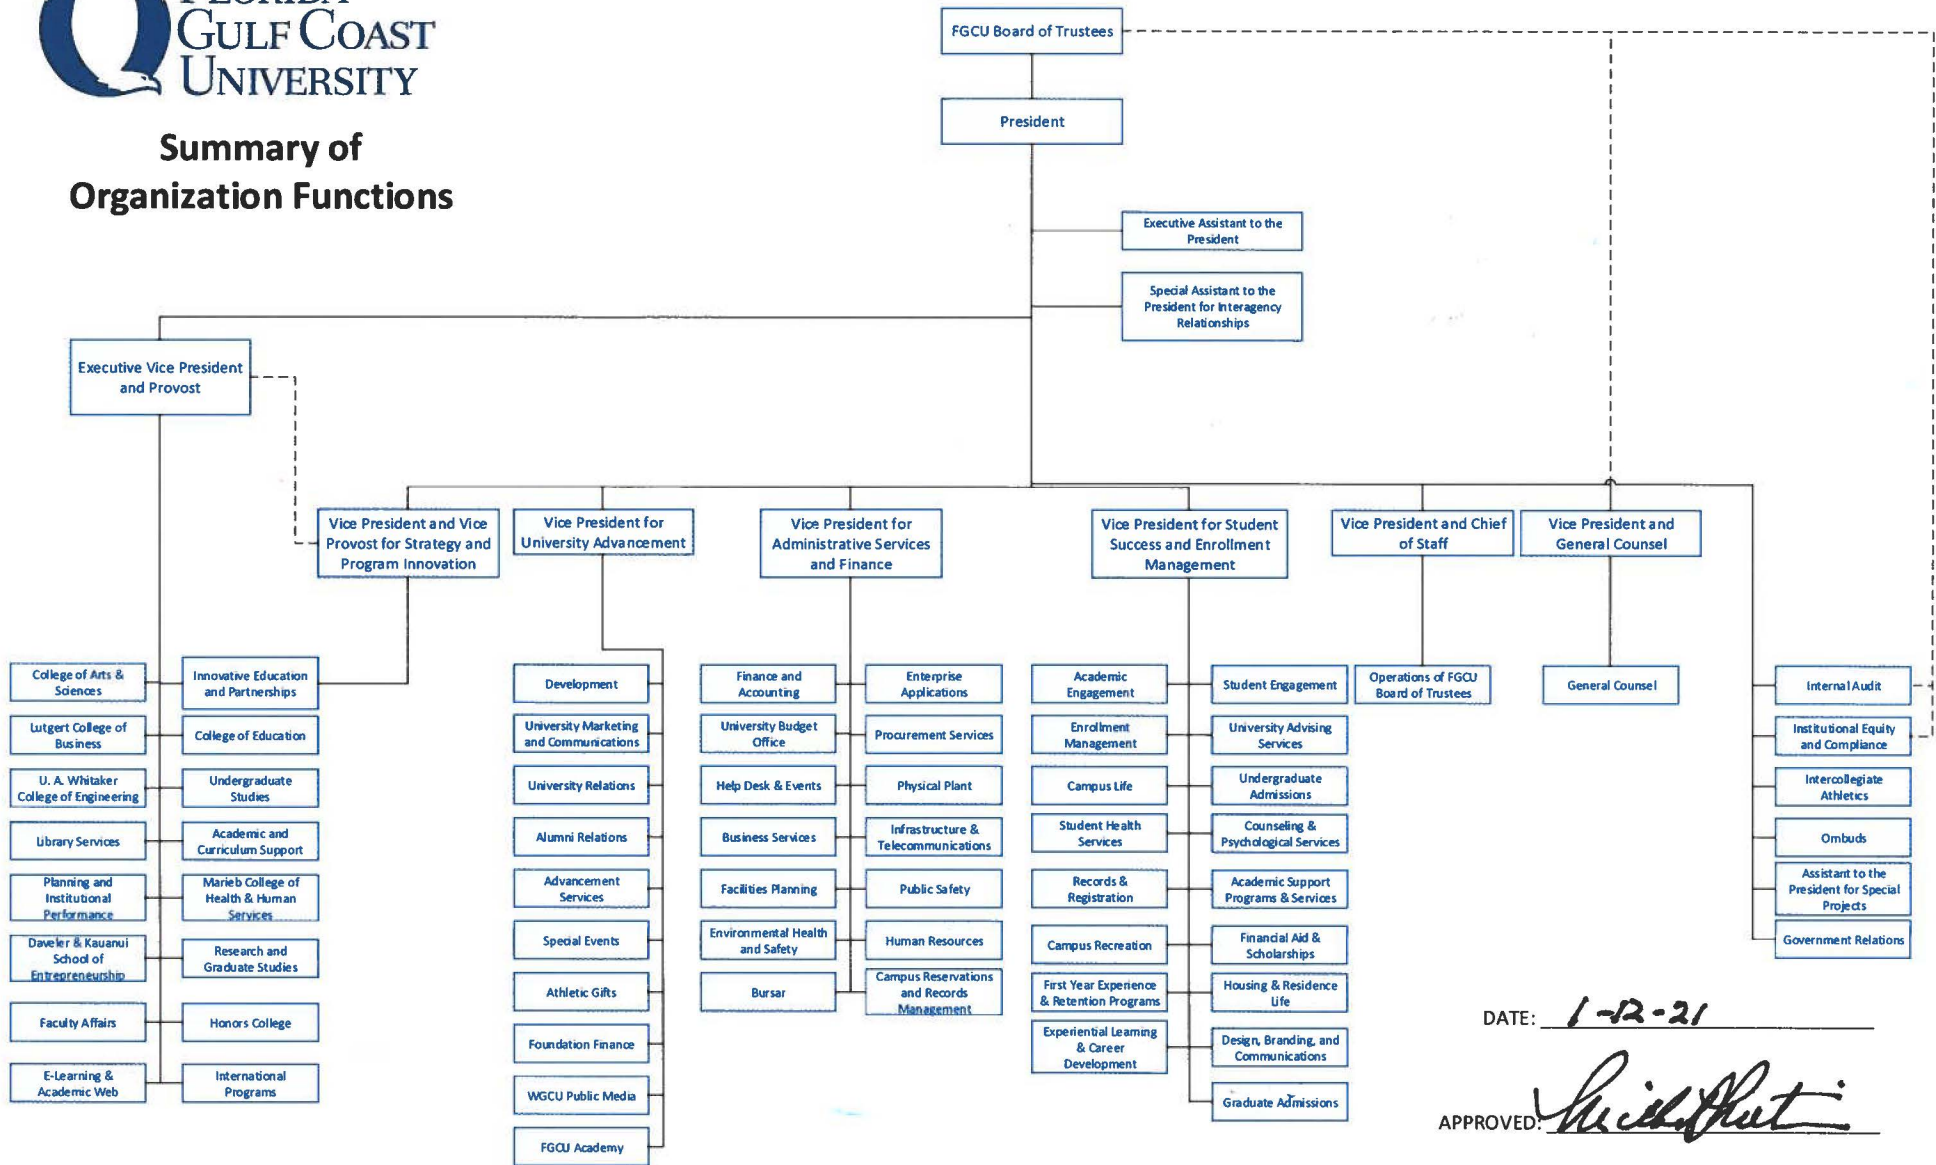 FLORIDA
GULF COAST
UNIVERSITY
Summary of
Organization Functions
FGCU Board of Trustees
President
Executive Assistant to the
President
Special Assistant to the
President for Interagency
Relationships
Executive Vice President
and Provost
Vice President and Vice
Provost for Strategy and
Program Innovation
Vice President for
University Advancement
Vice President for
Administrative Services
and Finance
Vice President for Student
Success and Enrollment
Management
Vice President and Chief
of Staff
Vice President and
General Counsel
College of Arts &
Sciences
Innovative Education
and Partnerships
Lutgert College of
Business
College of Education
U. A. Whitaker
College of Engineering
Undergraduate
Studies
Library Services
Academic and
Curriculum Support
Planning and
Institutional
Performance
Marieb College of
Health & Human
Services
Daveler & Kauanui
School of
Entrepreneurship
Research and
Graduate Studies
Faculty Affairs
Honors College
E-Learning &
Academic Web
International
Programs
Development
University Marketing
and Communications
University Relations
Alumni Relations
Advancement
Services
Special Events
Athletic Gifts
Foundation Finance
WGCU Public Media
FGCU Academy
Finance and
Accounting
Enterprise
Applications
University Budget
Office
Procurement Services
Help Desk & Events
Physical Plant
Business Services
Infrastructure &
Telecommunications
Facilities Planning
Public Safety
Environmental Health
and Safety
Human Resources
Bursar
Campus Reservations
and Records
Management
Academic
Engagement
Student Engagement
Enrollment
Management
University Advising
Services
Campus Life
Undergraduate
Admissions
Student Health
Services
Counseling &
Psychological Services
Records &
Registration
Academic Support
Programs & Services
Campus Recreation
Financial Aid &
Scholarships
First Year Experience
& Retention Programs
Housing & Residence
Life
Experiential Learning
& Career
Development
Design, Branding, and
Communications
Graduate Admissions
Operations of FGCU
Board of Trustees
General Counsel
Internal Audit
Institutional Equity
and Compliance
Intercollegiate
Athletics
Ombuds
Assistant to the
President for Special
Projects
Government Relations
DATE: 1-12-21
APPROVED: